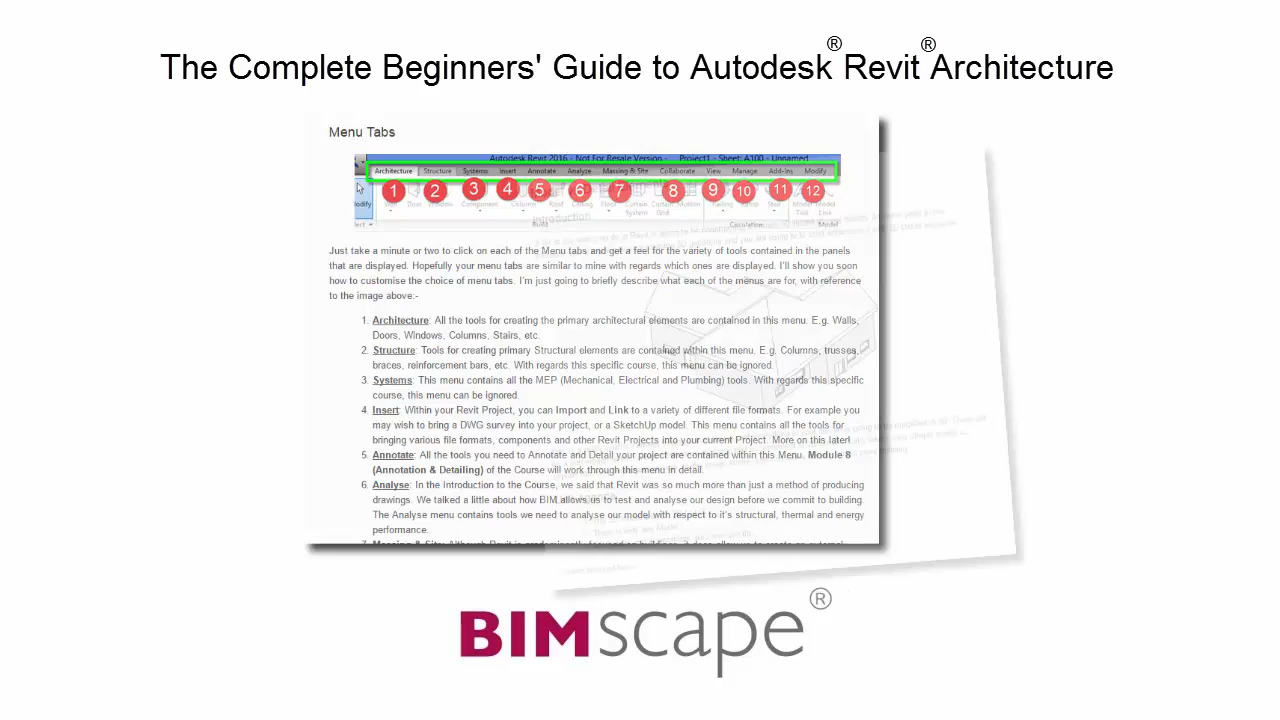 The Complete Beginners' Guide to Autodesk® Revit® Architecture
Menu Tabs
Autodesk Revit 2016 - Not For Resale Version - Project1 - Sheet: A100 - Unnamed
Architecture Structure Systems Insert Annotate Analyze Massing & Site Collaborate View Manage Add-Ins Modify
1 2 3 4 5 6 7 8 9 10 11 12
Introduction
Just take a minute or two to click on each of the Menu tabs and get a feel for the variety of tools contained in the panels
that are displayed. Hopefully your menu tabs are similar to mine with regards which ones are displayed. I'll show you soon
how to customise the choice of menu tabs. I'm just going to briefly describe what each of the menus are for, with reference
to the image above:-
1. Architecture: All the tools for creating the primary architectural elements are contained in this menu. E.g. Walls,
Doors, Windows, Columns, Stairs, etc.
2. Structure: Tools for creating primary Structural elements are contained within this menu. E.g. Columns, trusses,
braces, reinforcement bars, etc. With regards this specific course, this menu can be ignored.
3. Systems: This menu contains all the MEP (Mechanical, Electrical and Plumbing) tools. With regards this specific
course, this menu can be ignored.
4. Insert: Within your Revit Project, you can Import and Link to a variety of different file formats. For example you
may wish to bring a DWG survey into your project, or a SketchUp model. This menu contains all the tools for
bringing various file formats, components and other Revit Projects into your current Project. More on this later!
5. Annotate: All the tools you need to Annotate and Detail your project are contained within this Menu. Module 8
(Annotation & Detailing) of the Course will work through this menu in detail.
6. Analyse: In the Introduction to the Course, we said that Revit was so much more than just a method of producing
drawings. We talked a little about how BIM allows us to test and analyse our design before we commit to building.
The Analyse menu contains tools we need to analyse our model with respect to it's structural, thermal and energy
performance.
BIMscape®